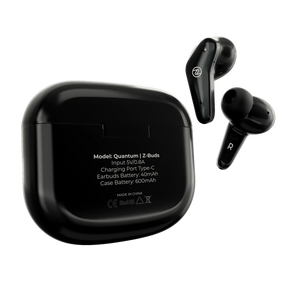 Model: Quantum | Z-Buds
Input 5V/0.8A
Charging Port Type-C
Earbuds Battery: 40mAh
Case Battery: 600mAh
MADE IN CHINA
R